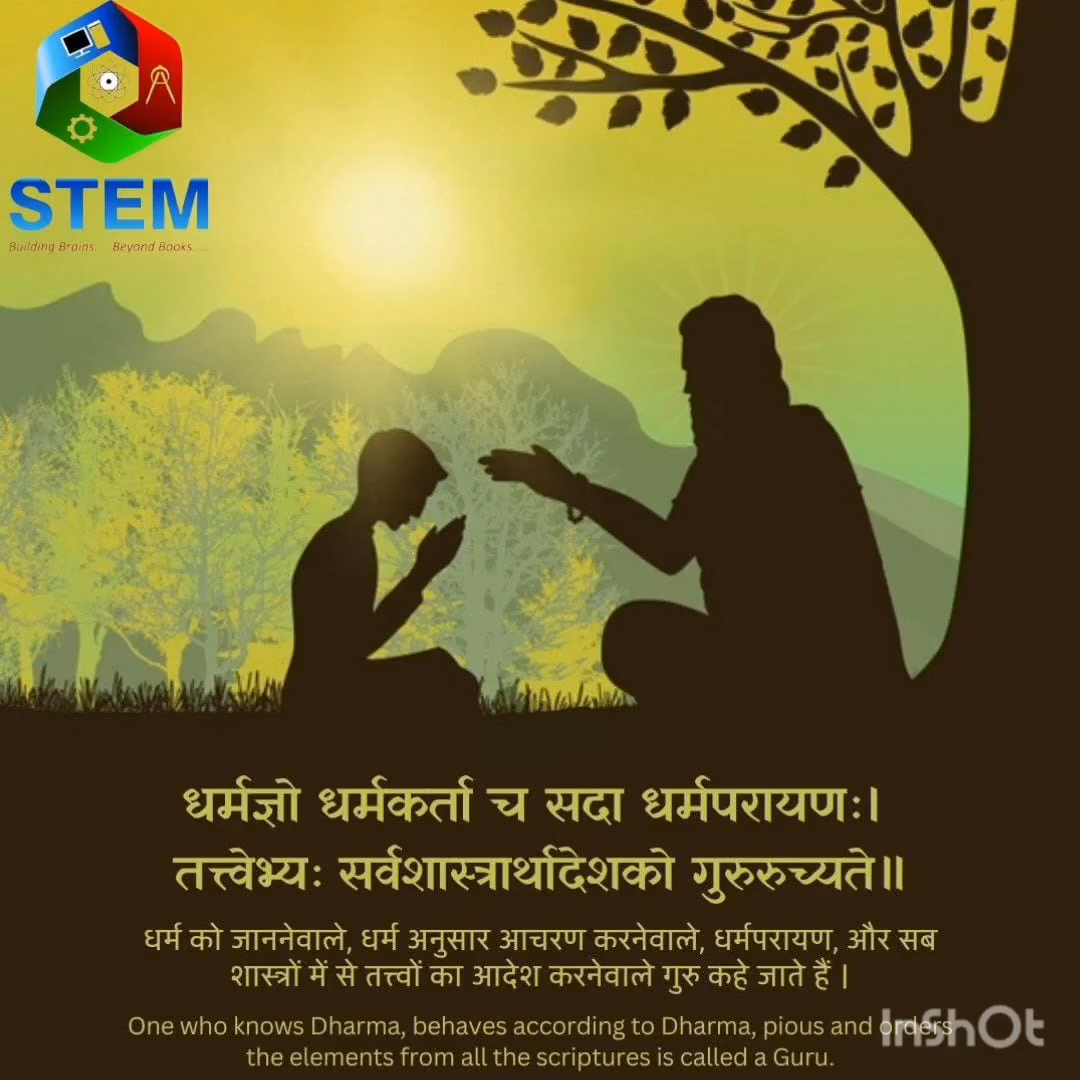 STEM
Building Brains. Beyond Books.....
धर्मज्ञो धर्मकर्ता च सदा धर्मपरायणः।
तत्त्वेभ्यः सर्वशास्त्रार्थादेशको गुरुरुच्यते॥
धर्म को जाननेवाले, धर्म अनुसार आचरण करनेवाले, धर्मपरायण, और सब
शास्त्रों में से तत्त्वों का आदेश करनेवाले गुरु कहे जाते हैं |
One who knows Dharma, behaves according to Dharma, pious and orders
the elements from all the scriptures is called a Guru.
InShOt